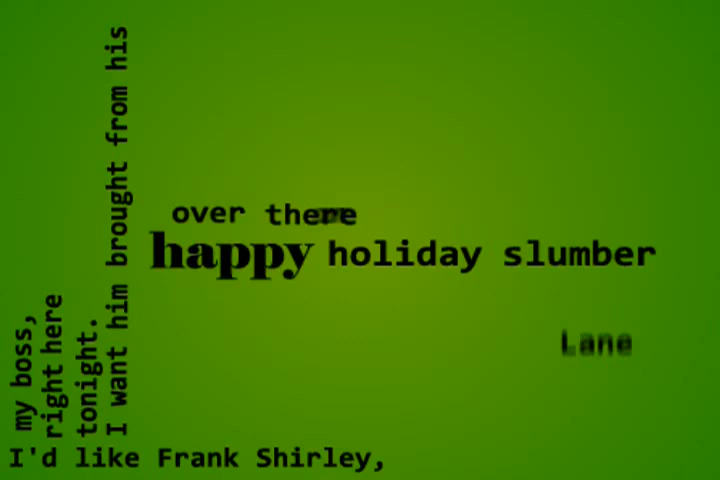 I'd like Frank Shirley,
my boss,
right here
tonight.
I want him brought from his
happy holiday slumber
over there
Lane